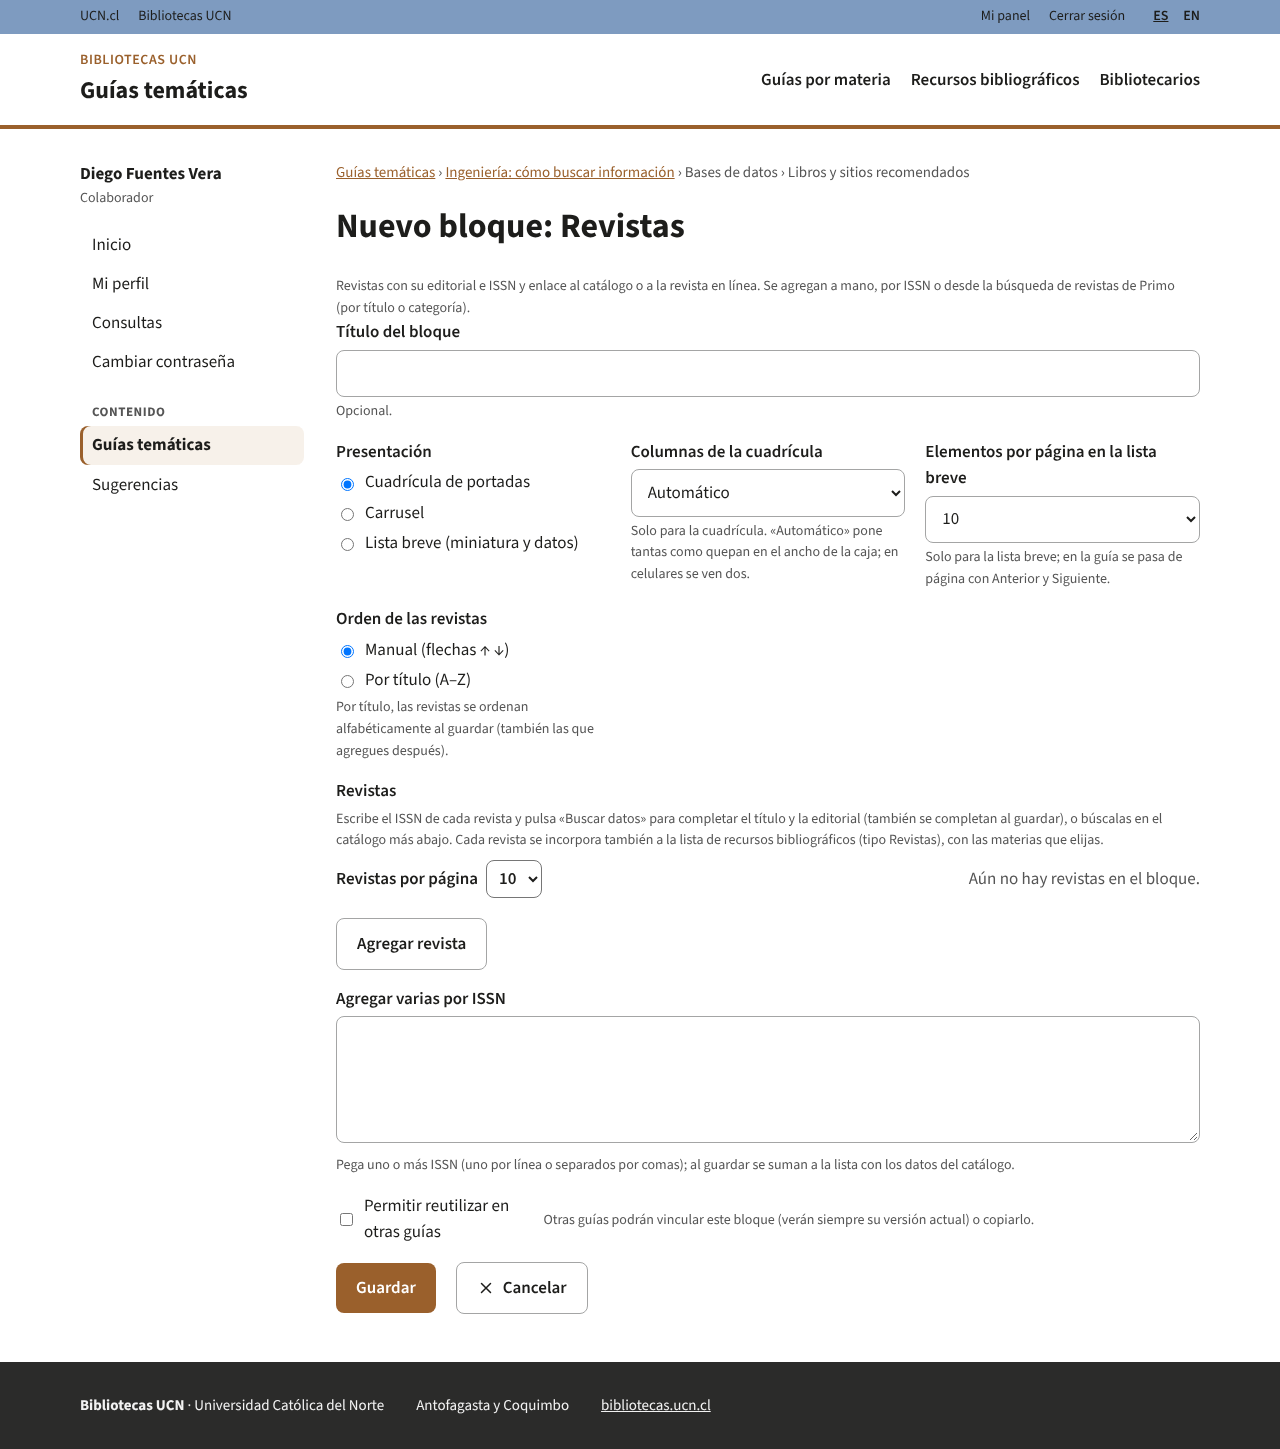 UCN.cl Bibliotecas UCN Mi panel Cerrar sesión ES EN
BIBLIOTECAS UCN
Guías temáticas
Guías por materia Recursos bibliográficos Bibliotecarios
Diego Fuentes Vera
Colaborador
Inicio
Mi perfil
Consultas
Cambiar contraseña
CONTENIDO
Guías temáticas
Sugerencias
Guías temáticas › Ingeniería: cómo buscar información › Bases de datos › Libros y sitios recomendados
Nuevo bloque: Revistas
Revistas con su editorial e ISSN y enlace al catálogo o a la revista en línea. Se agregan a mano, por ISSN o desde la búsqueda de revistas de Primo
(por título o categoría).
Título del bloque
Opcional.
Presentación
Cuadrícula de portadas
Carrusel
Lista breve (miniatura y datos)
Columnas de la cuadrícula
Automático
Solo para la cuadrícula. «Automático» pone
tantas como quepan en el ancho de la caja; en
celulares se ven dos.
Elementos por página en la lista
breve
10
Solo para la lista breve; en la guía se pasa de
página con Anterior y Siguiente.
Orden de las revistas
Manual (flechas ↑ ↓)
Por título (A–Z)
Por título, las revistas se ordenan
alfabéticamente al guardar (también las que
agregues después).
Revistas
Escribe el ISSN de cada revista y pulsa «Buscar datos» para completar el título y la editorial (también se completan al guardar), o búscalas en el
catálogo más abajo. Cada revista se incorpora también a la lista de recursos bibliográficos (tipo Revistas), con las materias que elijas.
Revistas por página 10 Aún no hay revistas en el bloque.
Agregar revista
Agregar varias por ISSN
Pega uno o más ISSN (uno por línea o separados por comas); al guardar se suman a la lista con los datos del catálogo.
Permitir reutilizar en
otras guías
Otras guías podrán vincular este bloque (verán siempre su versión actual) o copiarlo.
Guardar × Cancelar
Bibliotecas UCN · Universidad Católica del Norte Antofagasta y Coquimbo bibliotecas.ucn.cl